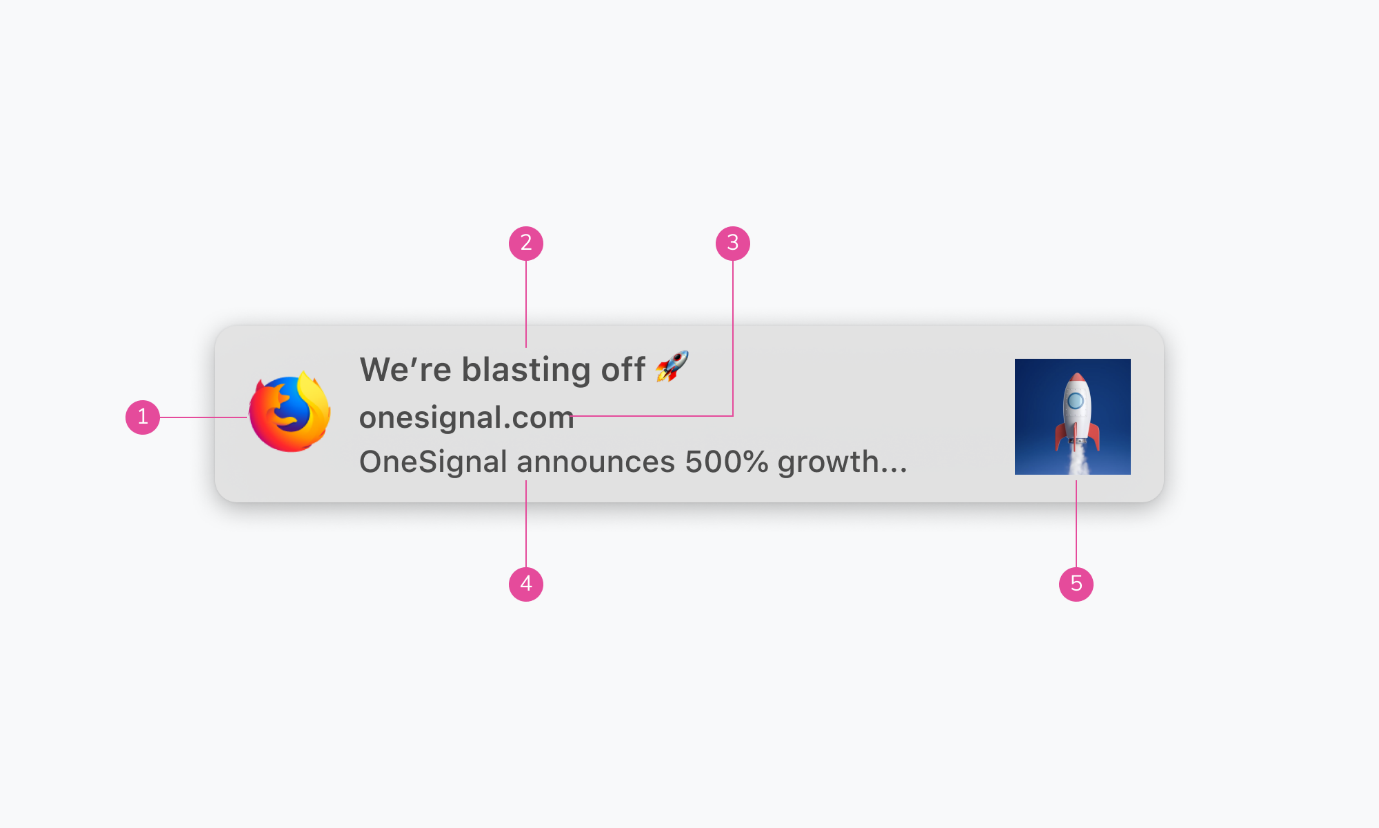 2 3
We’re blasting off 🚀
1 onesignal.com
OneSignal announces 500% growth...
4 5